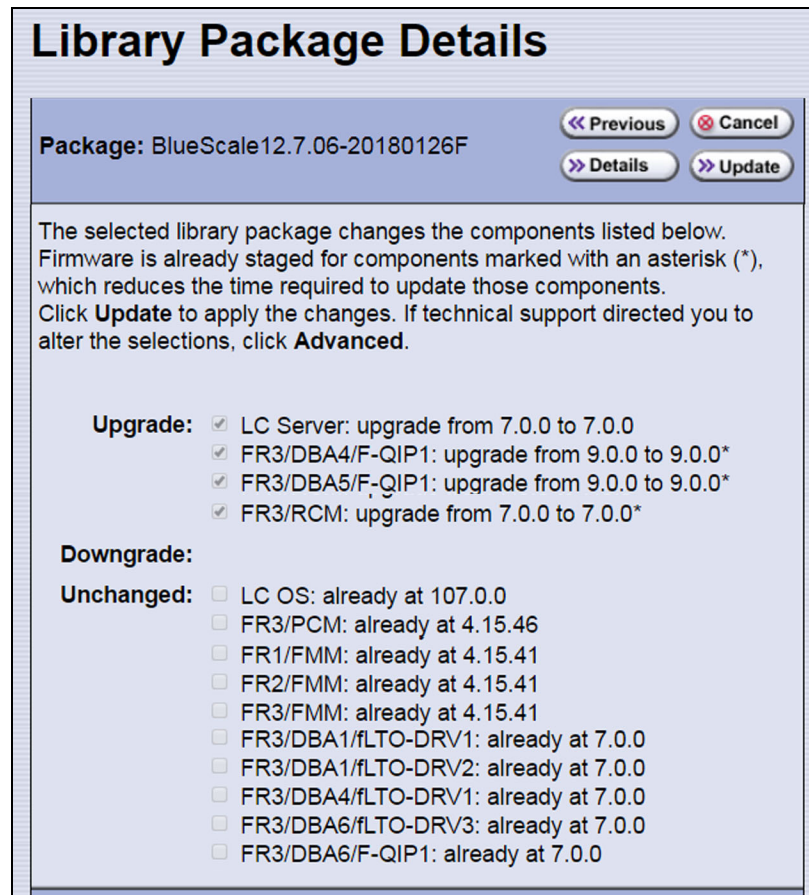 Library Package Details
Package: BlueScale12.7.06-20180126F
Previous
Cancel
Details
Update
The selected library package changes the components listed below.
Firmware is already staged for components marked with an asterisk (*),
which reduces the time required to update those components.
Click Update to apply the changes. If technical support directed you to
alter the selections, click Advanced.
Upgrade: LC Server: upgrade from 7.0.0 to 7.0.0
FR3/DBA4/F-QIP1: upgrade from 9.0.0 to 9.0.0*
FR3/DBA5/F-QIP1: upgrade from 9.0.0 to 9.0.0*
FR3/RCM: upgrade from 7.0.0 to 7.0.0*
Downgrade:
Unchanged: LC OS: already at 107.0.0
FR3/PCM: already at 4.15.46
FR1/FMM: already at 4.15.41
FR2/FMM: already at 4.15.41
FR3/FMM: already at 4.15.41
FR3/DBA1/fLTO-DRV1: already at 7.0.0
FR3/DBA1/fLTO-DRV2: already at 7.0.0
FR3/DBA4/fLTO-DRV1: already at 7.0.0
FR3/DBA6/fLTO-DRV3: already at 7.0.0
FR3/DBA6/F-QIP1: already at 7.0.0